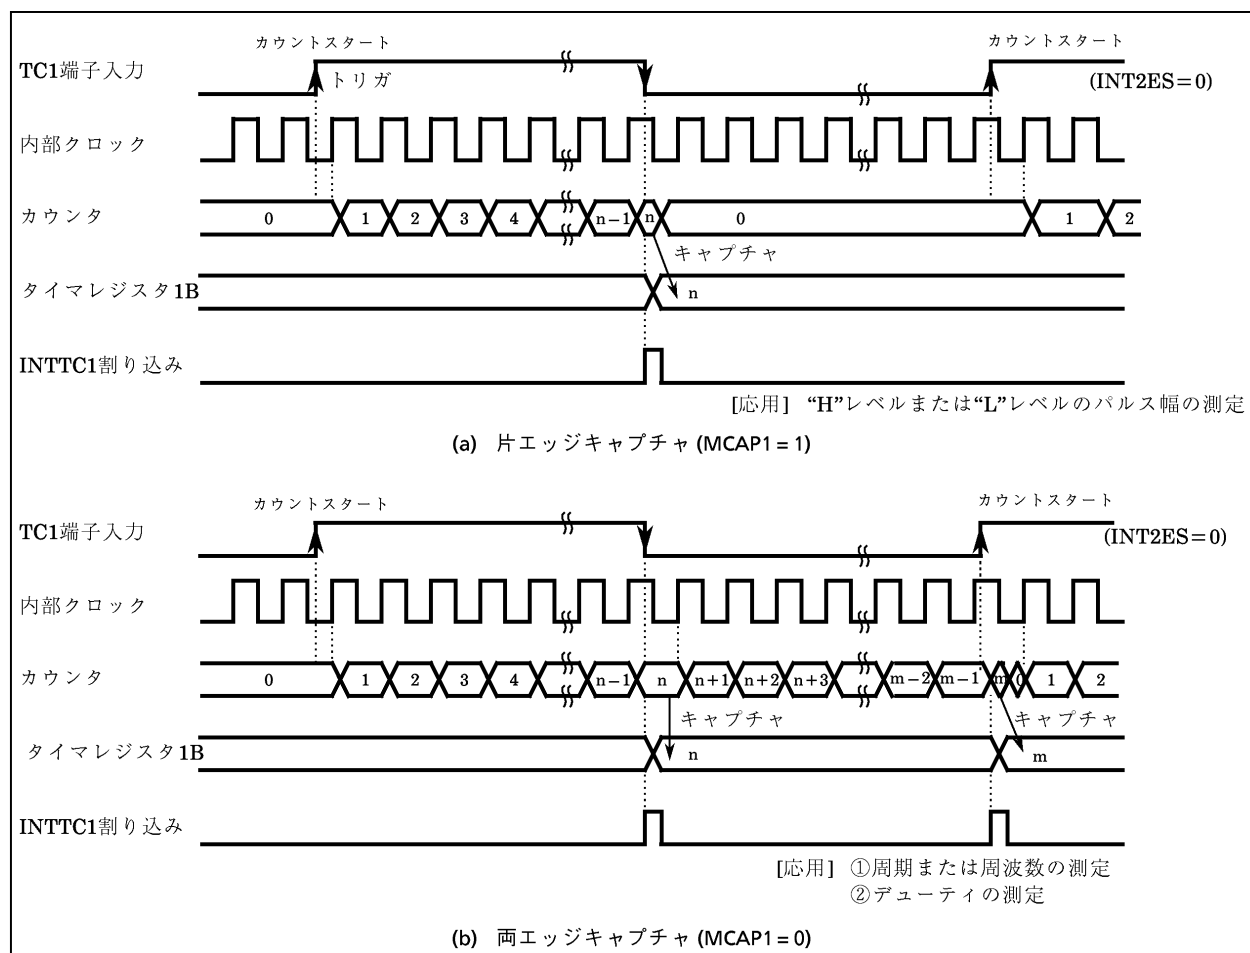 カウントスタート カウントスタート
TC1端子入力 トリガ (INT2ES=0)
内部クロック
カウンタ 0 1 2 3 4 n-1 n 0 1 2
キャプチャ
タイマレジスタ1B n
INTTC1割り込み
[応用] “H”レベルまたは“L”レベルのパルス幅の測定
(a) 片エッジキャプチャ (MCAP1 = 1)
カウントスタート カウントスタート
TC1端子入力 (INT2ES=0)
内部クロック
カウンタ 0 1 2 3 4 n-1 n n+1 n+2 n+3 m-2 m-1 m 0 1 2
キャプチャ キャプチャ
タイマレジスタ1B n m
INTTC1割り込み
[応用] ①周期または周波数の測定
②デューティの測定
(b) 両エッジキャプチャ (MCAP1 = 0)